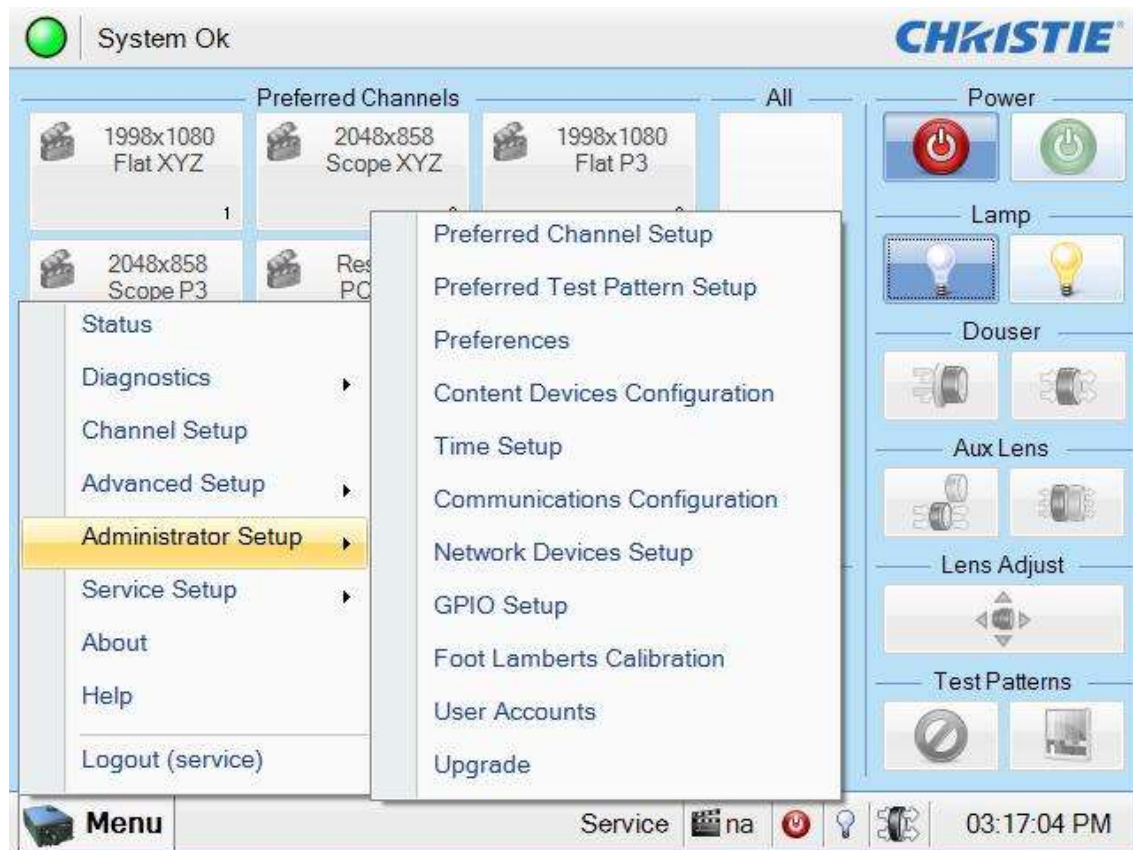 System Ok
CHRISTIE
Preferred Channels
All
1998x1080
Flat XYZ
1
2048x858
Scope XYZ
1998x1080
Flat P3
2048x858
Scope P3
Status
Diagnostics
Channel Setup
Advanced Setup
Administrator Setup
Service Setup
About
Help
Logout (service)
Preferred Channel Setup
Preferred Test Pattern Setup
Preferences
Content Devices Configuration
Time Setup
Communications Configuration
Network Devices Setup
GPIO Setup
Foot Lamberts Calibration
User Accounts
Upgrade
Power
Lamp
Douser
Aux Lens
Lens Adjust
Test Patterns
Menu
Service
na
03:17:04 PM